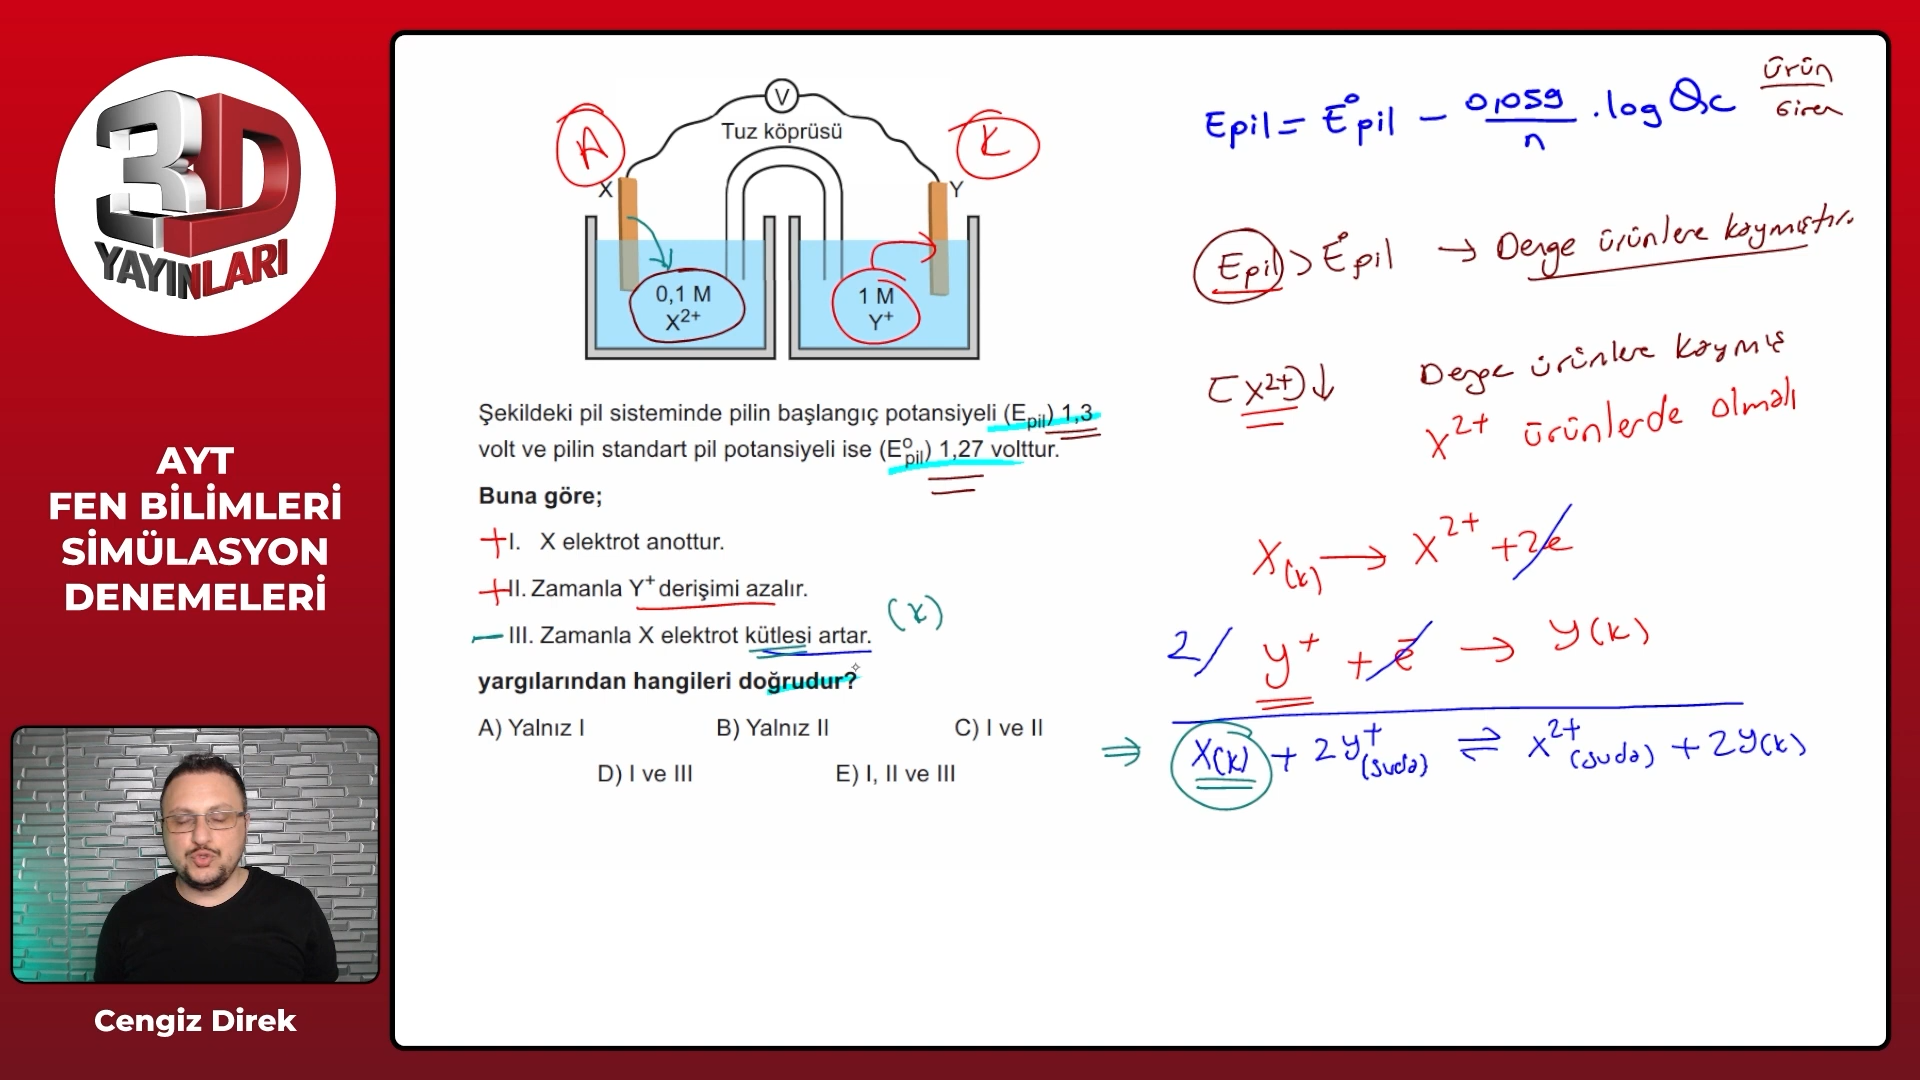 3D
YAYINLARI
AYT
FEN BİLİMLERİ
SİMÜLASYON
DENEMELERİ
Cengiz Direk
V
Tuz köprüsü
A
K
X
Y
0,1 M
X²⁺
1 M
Y⁺
Şekildeki pil sisteminde pilin başlangıç potansiyeli (Epil) 1,3
volt ve pilin standart pil potansiyeli ise (E°pil) 1,27 volttur.
Buna göre;
+ I. X elektrot anottur.
+ II. Zamanla Y⁺ derişimi azalır.
(K)
— III. Zamanla X elektrot kütlesi artar.
yargılarından hangileri doğrudur?
A) Yalnız I B) Yalnız II C) I ve II
D) I ve III E) I, II ve III
Epil = E°pil – 0,059/n . log Qc ürün/Giren
Epil > E°pil → Denge ürünlere kaymıştır.
[X²⁺]↓ Denge ürünlere kaymış
X²⁺ ürünlerde olmalı
X(k) → X²⁺ + 2e
2/ y⁺ + e⁻ → y(k)
⇒ X(k) + 2y⁺(suda) ⇌ x²⁺(suda) + 2y(k)